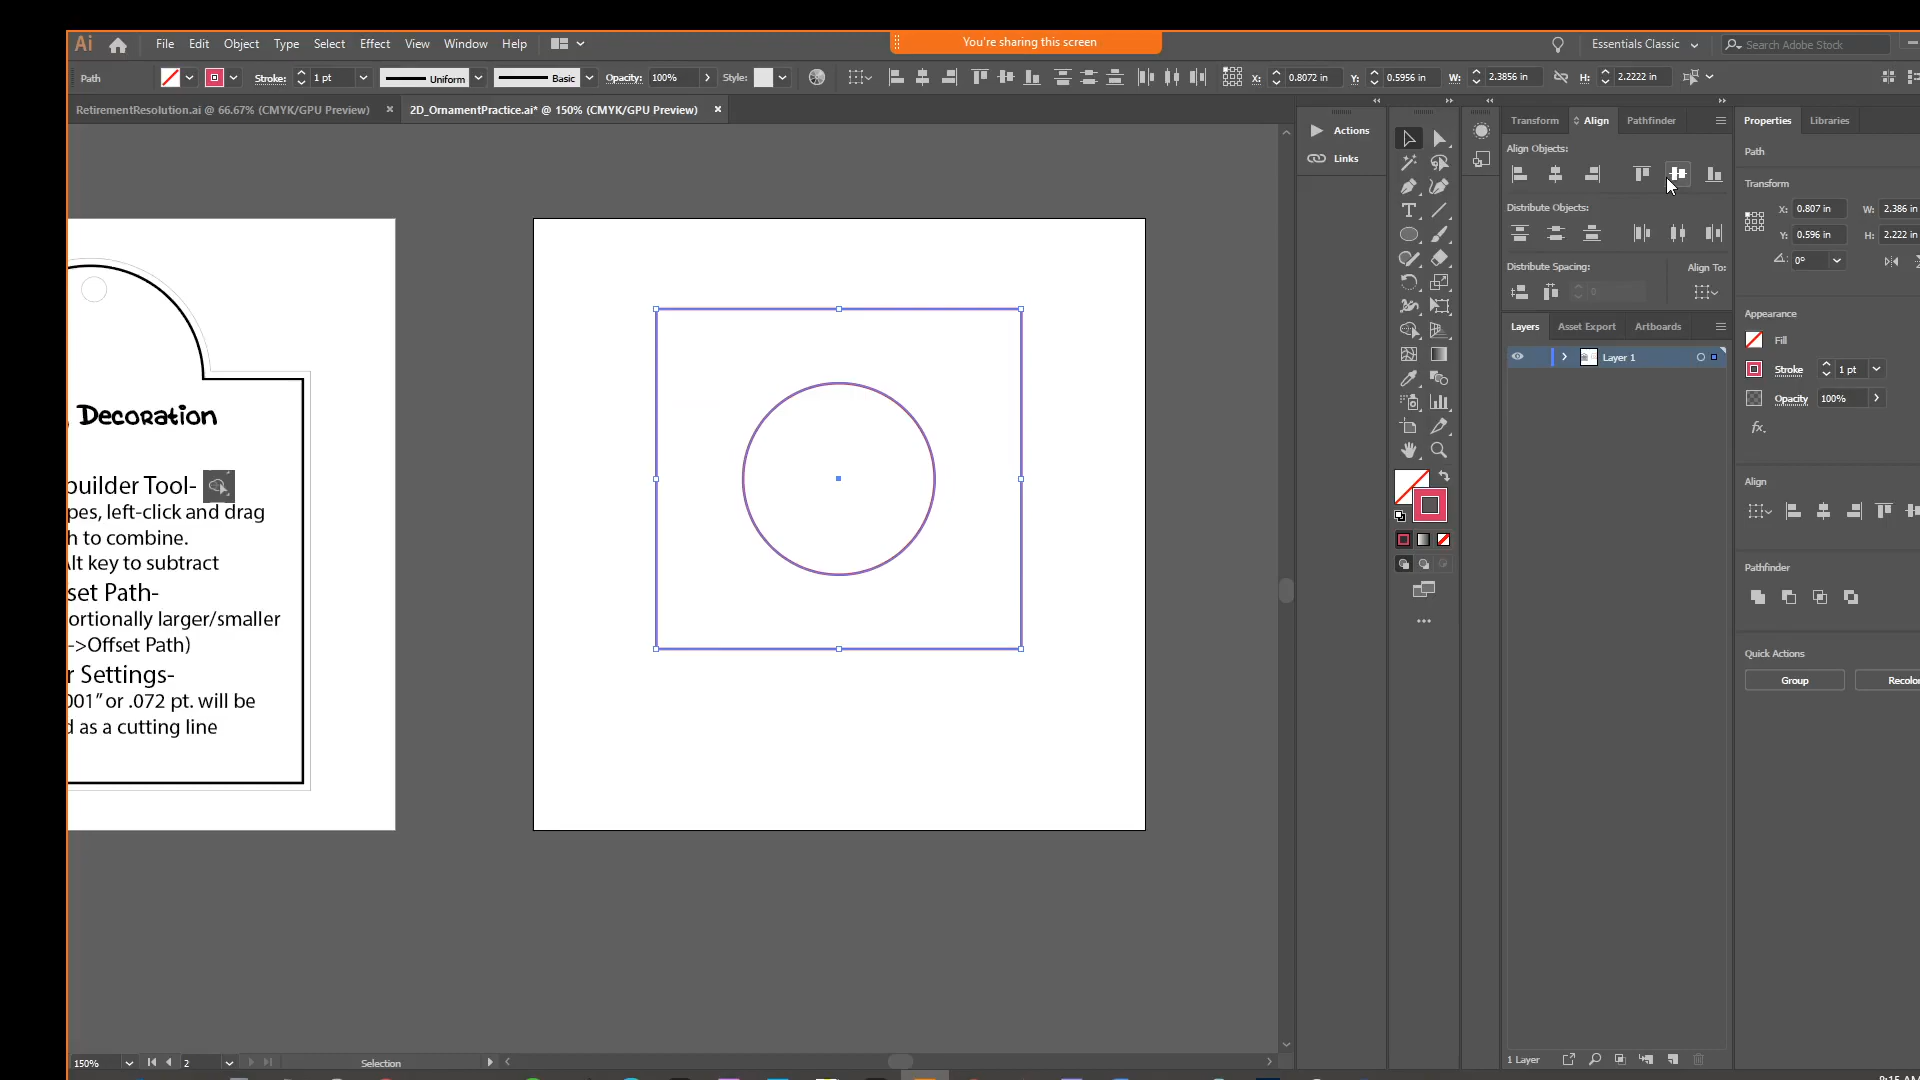 You're sharing this screen
Ai File Edit Object Type Select Effect View Window Help Essentials Classic Search Adobe Stock
Path Stroke: 1 pt Uniform Basic Opacity: 100% Style: X: 0.8072 in Y: 0.5956 in W: 2.3856 in H: 2.2222 in
RetirementResolution.ai @ 66.67% (CMYK/GPU Preview) 2D_OrnamentPractice.ai* @ 150% (CMYK/GPU Preview)
Decoration
builder Tool-
pes, left-click and drag
h to combine.
Alt key to subtract
set Path-
ortionally larger/smaller
->Offset Path)
r Settings-
001” or .072 pt. will be
d as a cutting line
Actions
Links
Transform Align Pathfinder
Align Objects:
Distribute Objects:
Distribute Spacing: Align To:
0
Layers Asset Export Artboards
Layer 1
1 Layer
Properties Libraries
Path
Transform
X: 0.807 in W: 2.386 in
Y: 0.596 in H: 2.222 in
0°
Appearance
Fill
Stroke 1 pt
Opacity 100%
fx.
Align
Pathfinder
Quick Actions
Group Recolo
150% 2 Selection